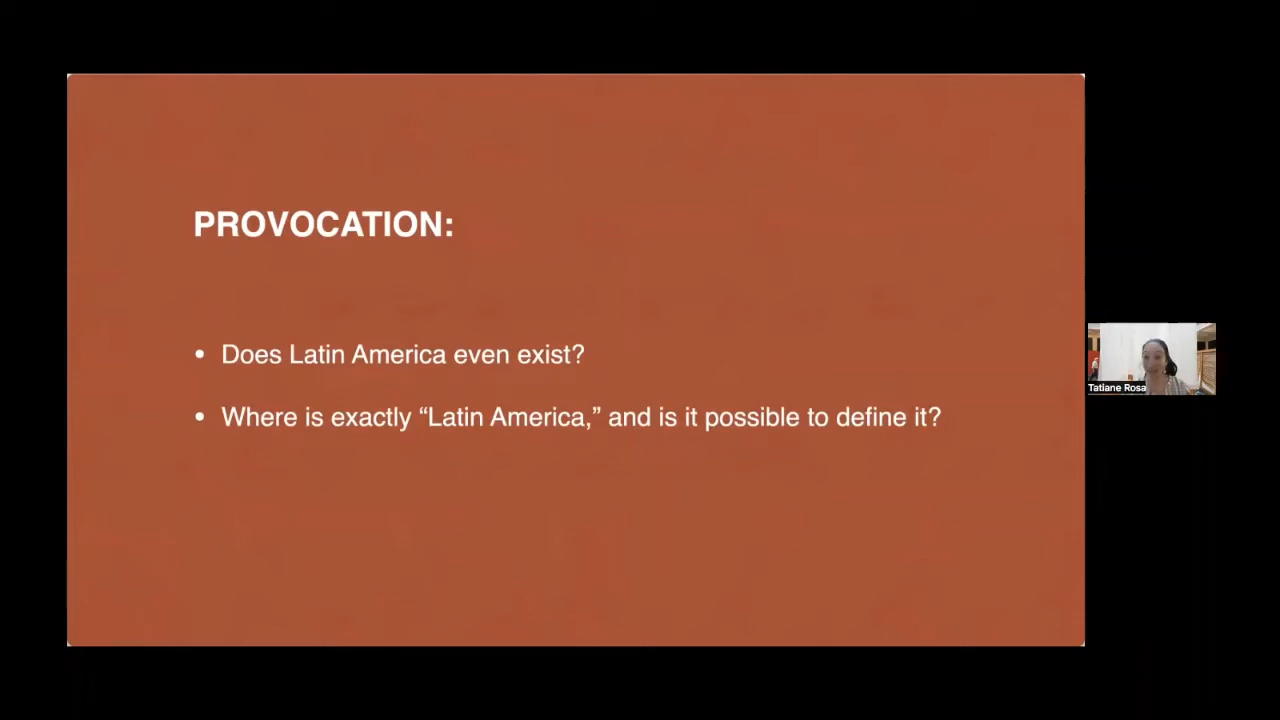 PROVOCATION:
• Does Latin America even exist?
• Where is exactly “Latin America,” and is it possible to define it?
Tatiane Rosa